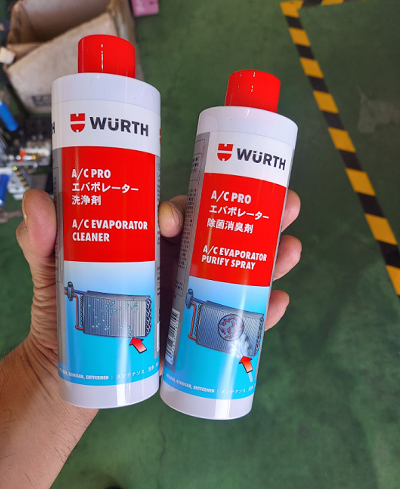 WÜRTH
A/C PRO
エバポレーター
洗浄剤
A/C EVAPORATOR
CLEANER
WÜRTH
A/C PRO
エバポレーター
除菌消臭剤
A/C EVAPORATOR
PURIFY SPRAY